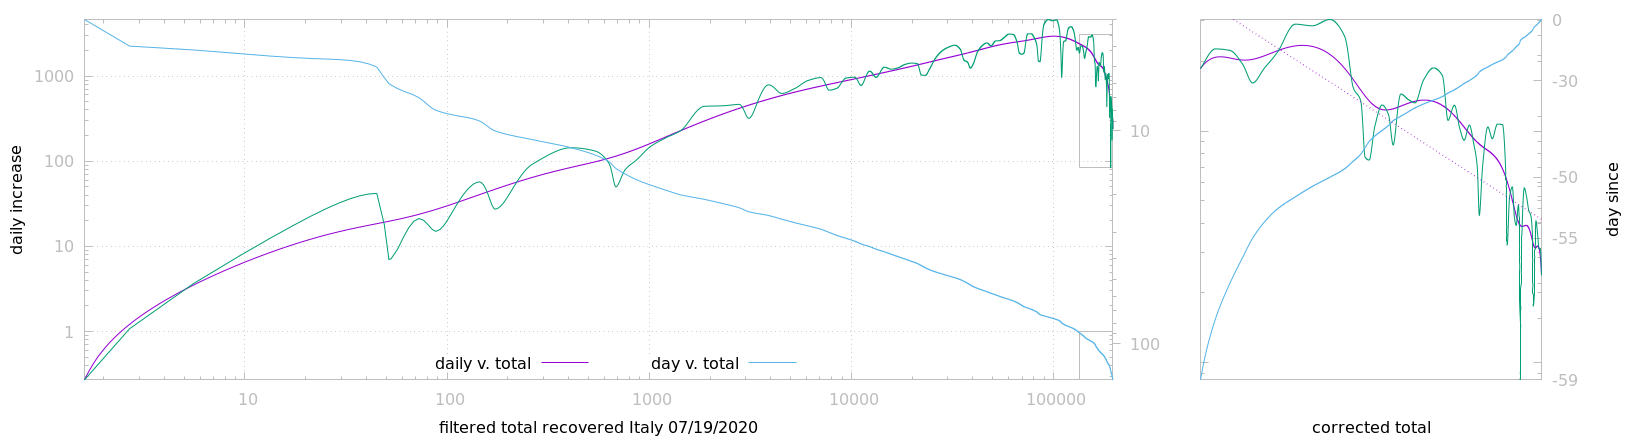 daily increase
1000
100
10
1
daily v. total
day v. total
10
100
10
100
1000
10000
100000
filtered total recovered Italy 07/19/2020
0
-30
-50
-55
-59
day since
corrected total